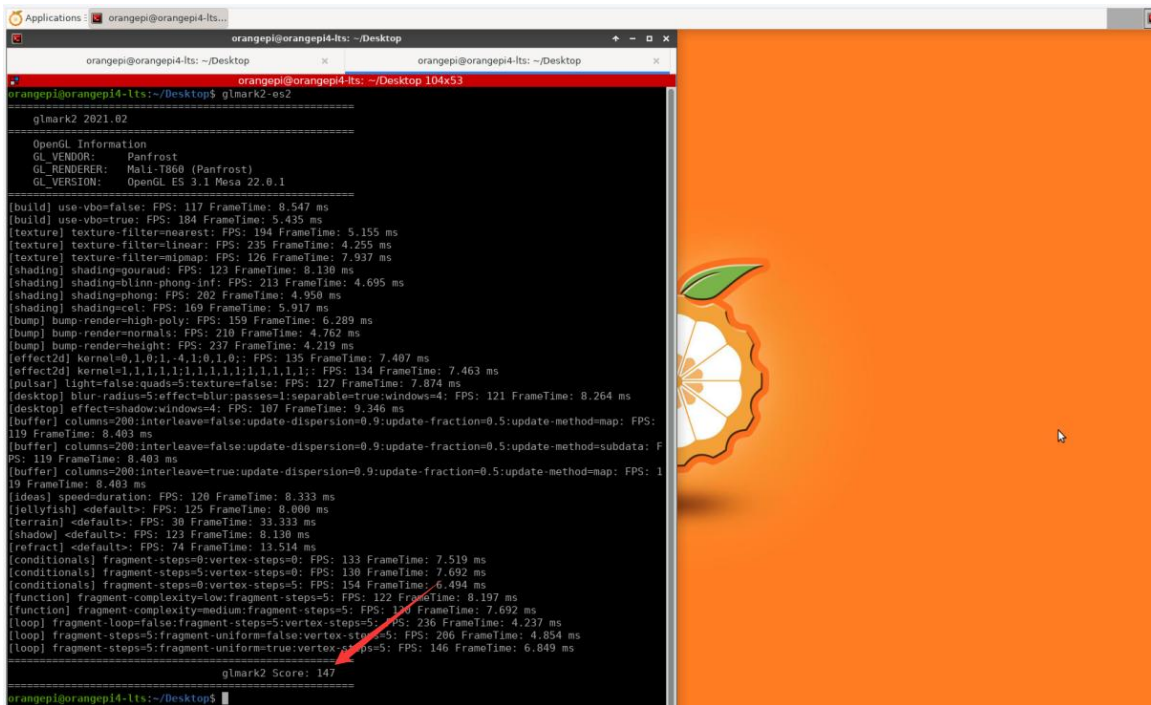 Applications
orangepi@orangepi4-lts...
orangepi@orangepi4-lts: ~/Desktop
orangepi@orangepi4-lts: ~/Desktop
orangepi@orangepi4-lts: ~/Desktop
orangepi@orangepi4-lts: ~/Desktop 104x53
orangepi@orangepi4-lts:~/Desktop$ glmark2-es2
=======================================================
glmark2 2021.02
=======================================================
OpenGL Information
GL_VENDOR: Panfrost
GL_RENDERER: Mali-T860 (Panfrost)
GL_VERSION: OpenGL ES 3.1 Mesa 22.0.1
=======================================================
[build] use-vbo=false: FPS: 117 FrameTime: 8.547 ms
[build] use-vbo=true: FPS: 184 FrameTime: 5.435 ms
[texture] texture-filter=nearest: FPS: 194 FrameTime: 5.155 ms
[texture] texture-filter=linear: FPS: 235 FrameTime: 4.255 ms
[texture] texture-filter=mipmap: FPS: 126 FrameTime: 7.937 ms
[shading] shading=gouraud: FPS: 123 FrameTime: 8.130 ms
[shading] shading=blinn-phong-inf: FPS: 213 FrameTime: 4.695 ms
[shading] shading=phong: FPS: 202 FrameTime: 4.950 ms
[shading] shading=cel: FPS: 169 FrameTime: 5.917 ms
[bump] bump-render=high-poly: FPS: 159 FrameTime: 6.289 ms
[bump] bump-render=normals: FPS: 210 FrameTime: 4.762 ms
[bump] bump-render=height: FPS: 237 FrameTime: 4.219 ms
[effect2d] kernel=0,1,0;1,-4,1;0,1,0;: FPS: 135 FrameTime: 7.407 ms
[effect2d] kernel=1,1,1,1,1;1,1,1,1,1;1,1,1,1,1;: FPS: 134 FrameTime: 7.463 ms
[pulsar] light=false:quads=5:texture=false: FPS: 127 FrameTime: 7.874 ms
[desktop] blur-radius=5:effect=blur:passes=1:separable=true:windows=4: FPS: 121 FrameTime: 8.264 ms
[desktop] effect=shadow:windows=4: FPS: 107 FrameTime: 9.346 ms
[buffer] columns=200:interleave=false:update-dispersion=0.9:update-fraction=0.5:update-method=map: FPS:
119 FrameTime: 8.403 ms
[buffer] columns=200:interleave=false:update-dispersion=0.9:update-fraction=0.5:update-method=subdata: F
PS: 119 FrameTime: 8.403 ms
[buffer] columns=200:interleave=true:update-dispersion=0.9:update-fraction=0.5:update-method=map: FPS: 1
19 FrameTime: 8.403 ms
[ideas] speed=duration: FPS: 120 FrameTime: 8.333 ms
[jellyfish] <default>: FPS: 125 FrameTime: 8.000 ms
[terrain] <default>: FPS: 30 FrameTime: 33.333 ms
[shadow] <default>: FPS: 123 FrameTime: 8.130 ms
[refract] <default>: FPS: 74 FrameTime: 13.514 ms
[conditionals] fragment-steps=0:vertex-steps=0: FPS: 133 FrameTime: 7.519 ms
[conditionals] fragment-steps=5:vertex-steps=0: FPS: 130 FrameTime: 7.692 ms
[conditionals] fragment-steps=0:vertex-steps=5: FPS: 154 FrameTime: 6.494 ms
[function] fragment-complexity=low:fragment-steps=5: FPS: 122 FrameTime: 8.197 ms
[function] fragment-complexity=medium:fragment-steps=5: FPS: 130 FrameTime: 7.692 ms
[loop] fragment-loop=false:fragment-steps=5:vertex-steps=5: FPS: 236 FrameTime: 4.237 ms
[loop] fragment-steps=5:fragment-uniform=false:vertex-steps=5: FPS: 206 FrameTime: 4.854 ms
[loop] fragment-steps=5:fragment-uniform=true:vertex-steps=5: FPS: 146 FrameTime: 6.849 ms
=======================================================
glmark2 Score: 147
=======================================================
orangepi@orangepi4-lts:~/Desktop$